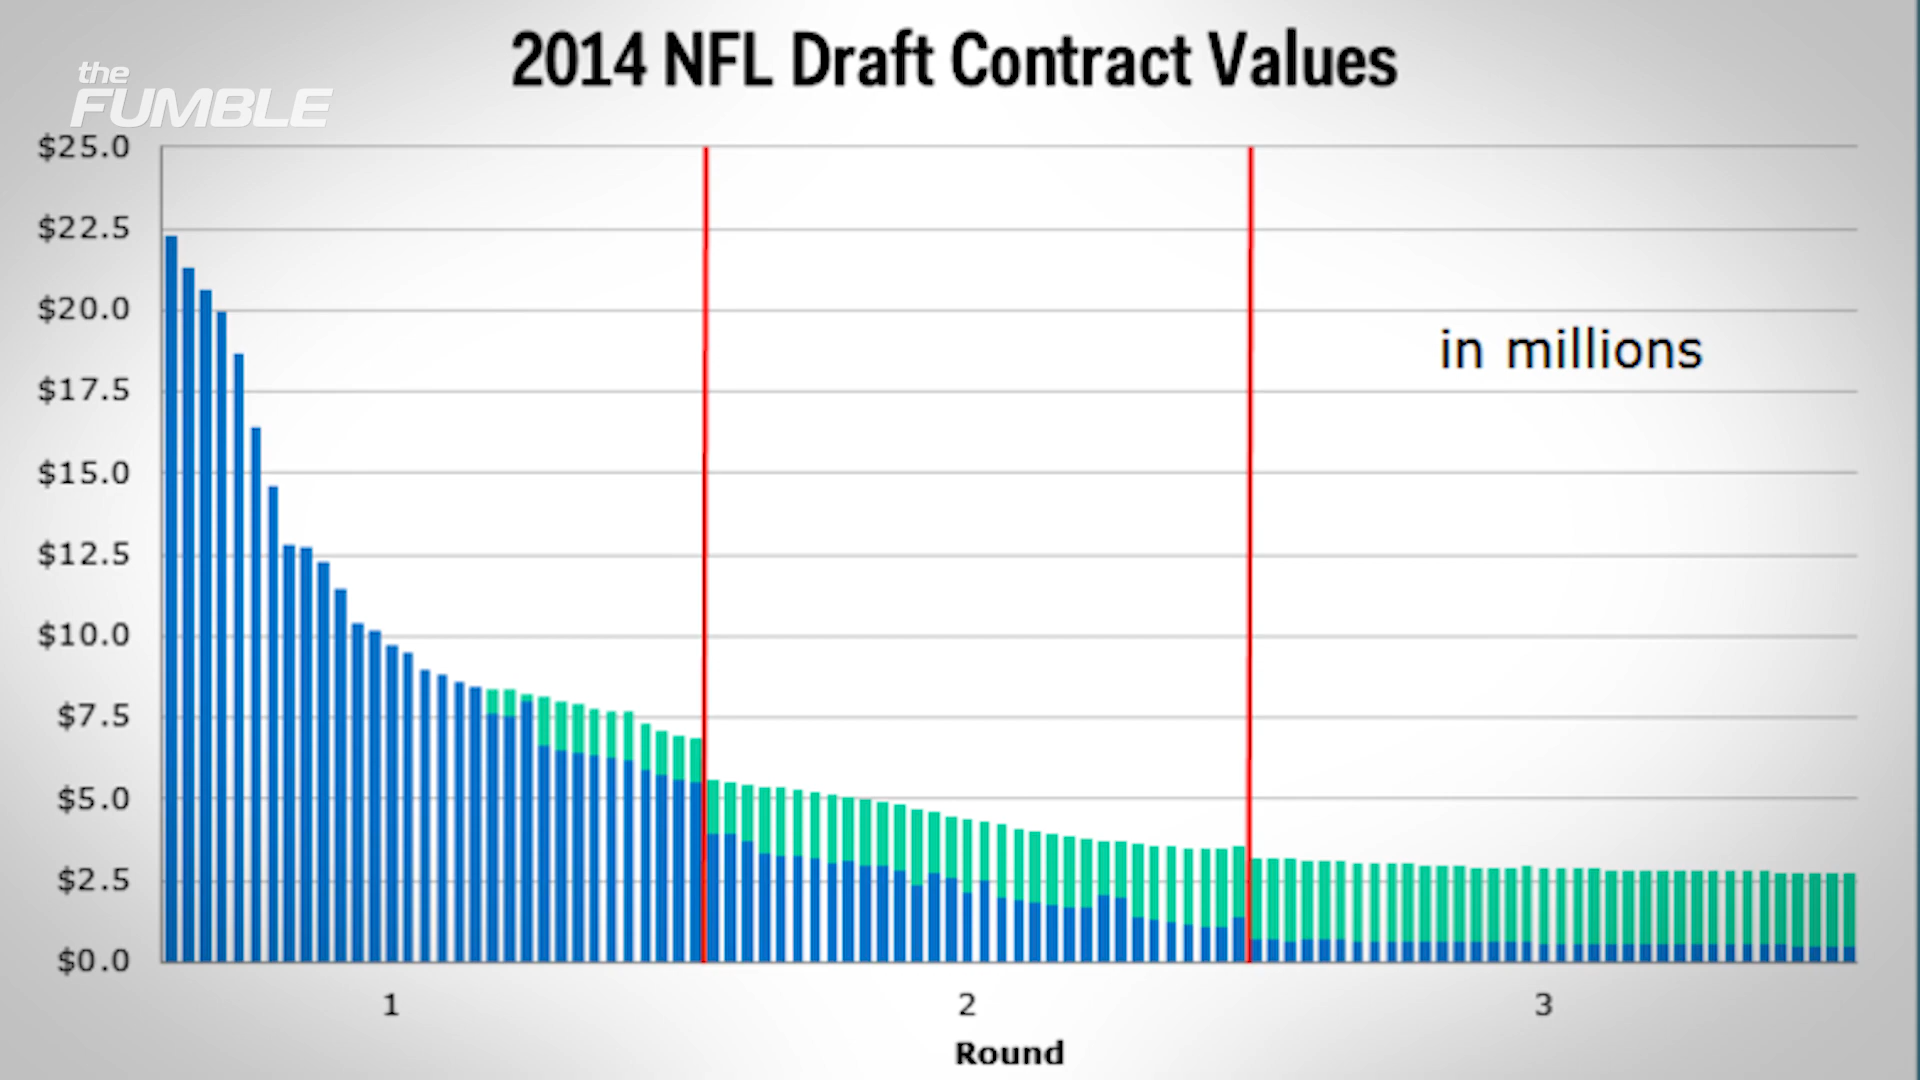 2014 NFL Draft Contract Values
the
FUMBLE
$25.0
$22.5
$20.0
in millions
$17.5
$15.0
$12.5
$10.0
$7.5
$5.0
$2.5
$0.0
1 2 3
Round